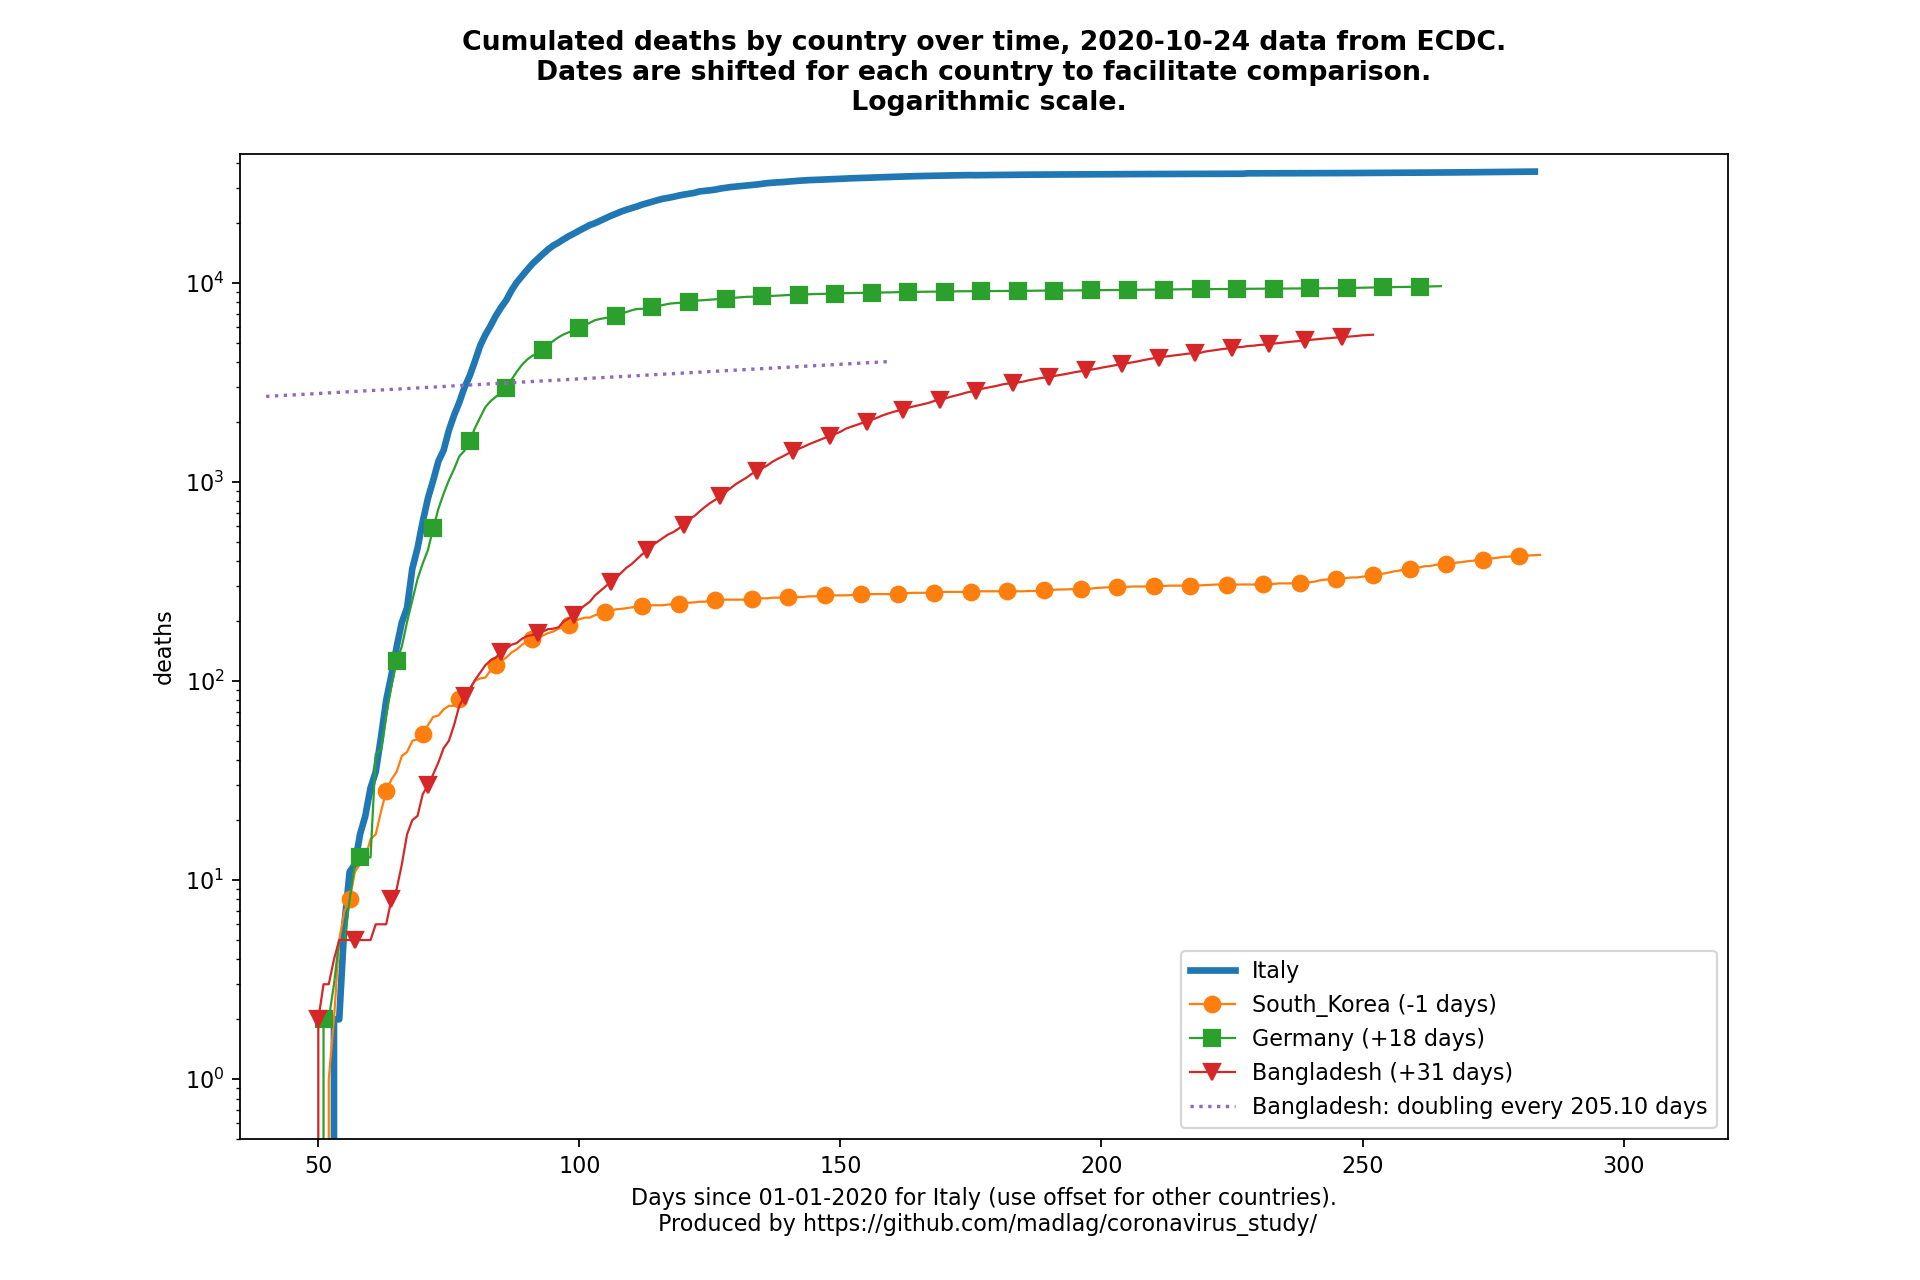 Cumulated deaths by country over time, 2020-10-24 data from ECDC.
Dates are shifted for each country to facilitate comparison.
Logarithmic scale.
deaths
10^4
10^3
10^2
10^1
10^0
50 100 150 200 250 300
Italy
South_Korea (-1 days)
Germany (+18 days)
Bangladesh (+31 days)
Bangladesh: doubling every 205.10 days
Days since 01-01-2020 for Italy (use offset for other countries).
Produced by https://github.com/madlag/coronavirus_study/